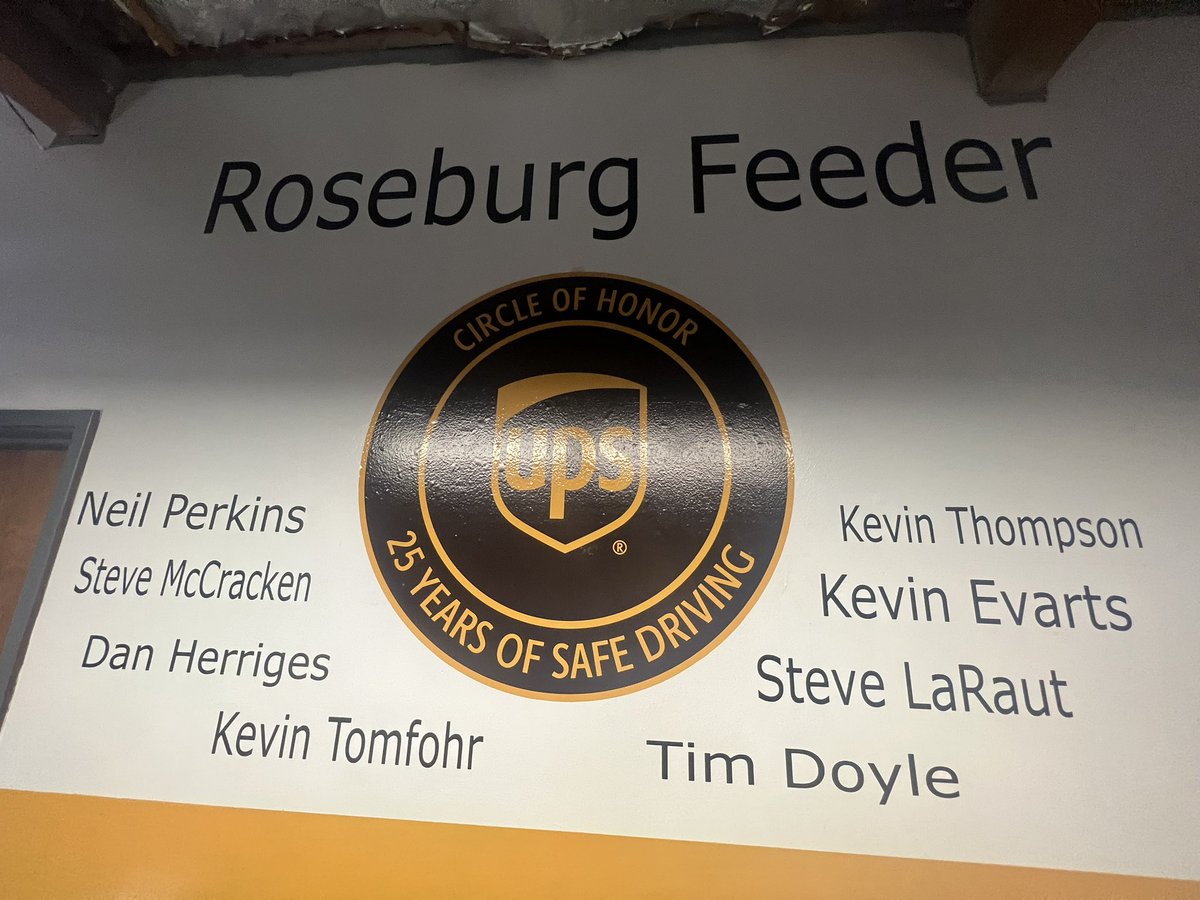 Roseburg Feeder
CIRCLE OF HONOR
ups
®
25 YEARS OF SAFE DRIVING
Neil Perkins
Steve McCracken
Dan Herriges
Kevin Tomfohr
Kevin Thompson
Kevin Evarts
Steve LaRaut
Tim Doyle